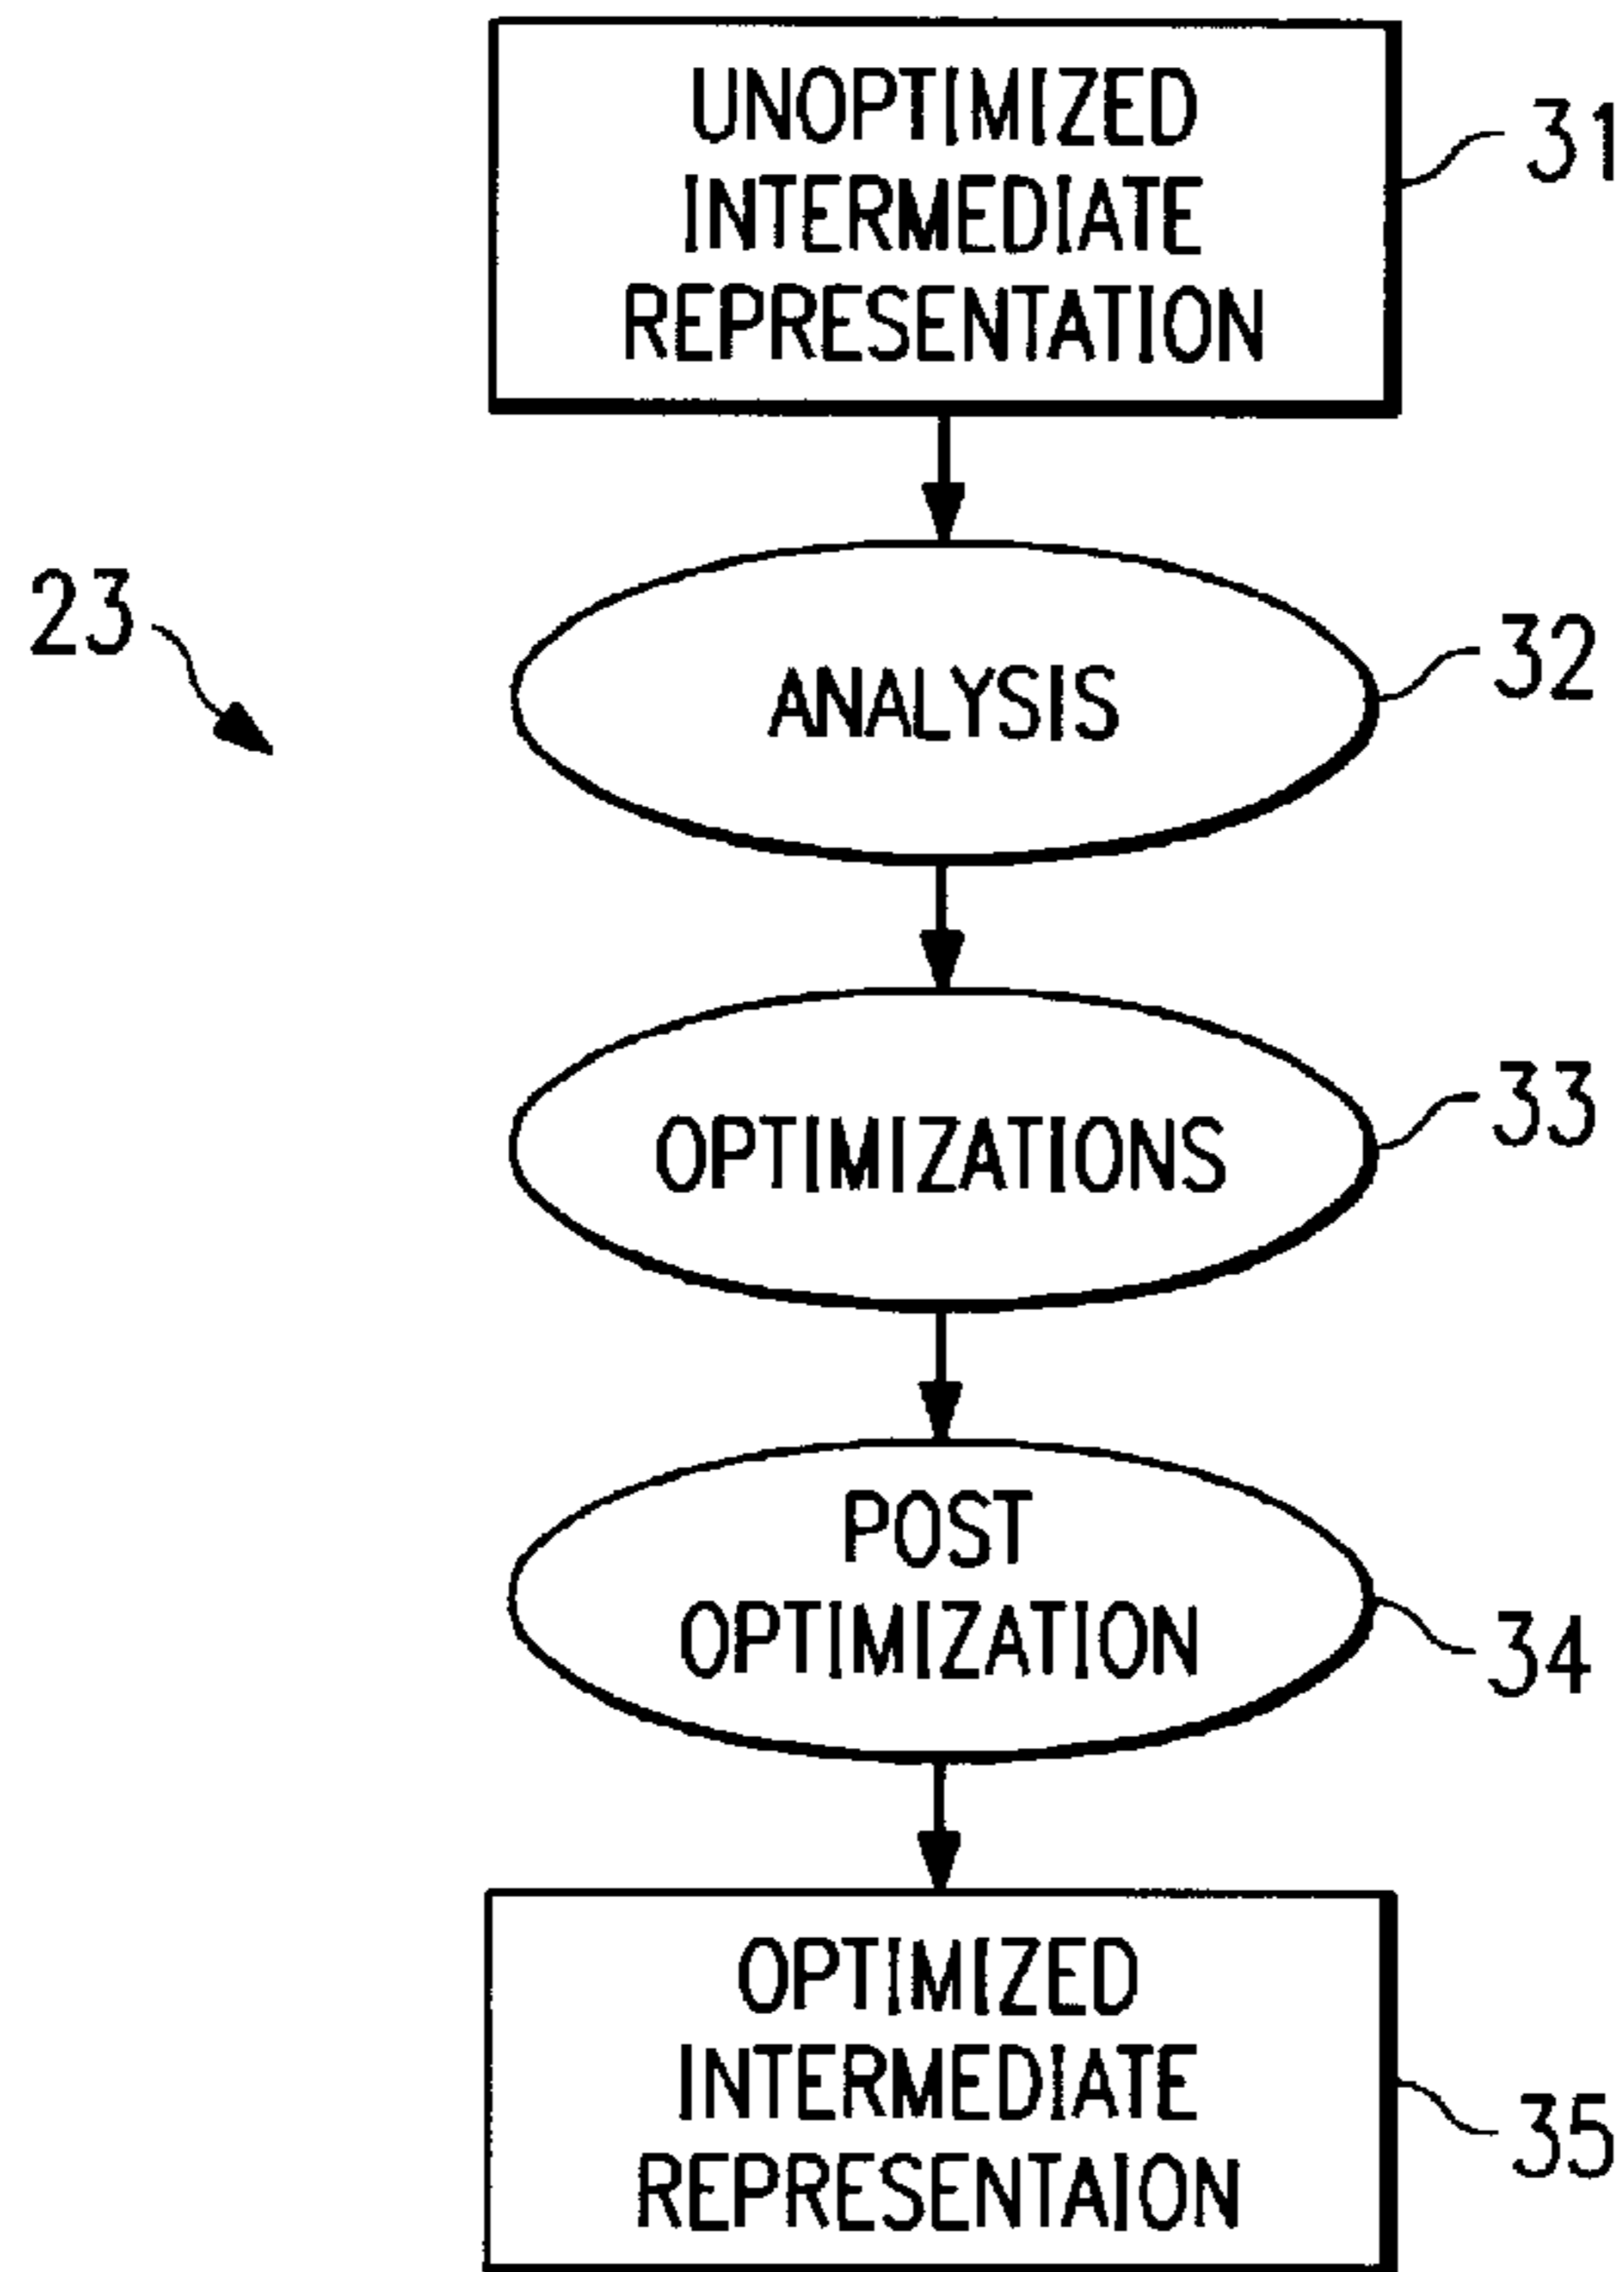 UNOPTIMIZED
INTERMEDIATE
REPRESENTATION
31
23
ANALYSIS
32
OPTIMIZATIONS
33
POST
OPTIMIZATION
34
OPTIMIZED
INTERMEDIATE
REPRESENTAION
35